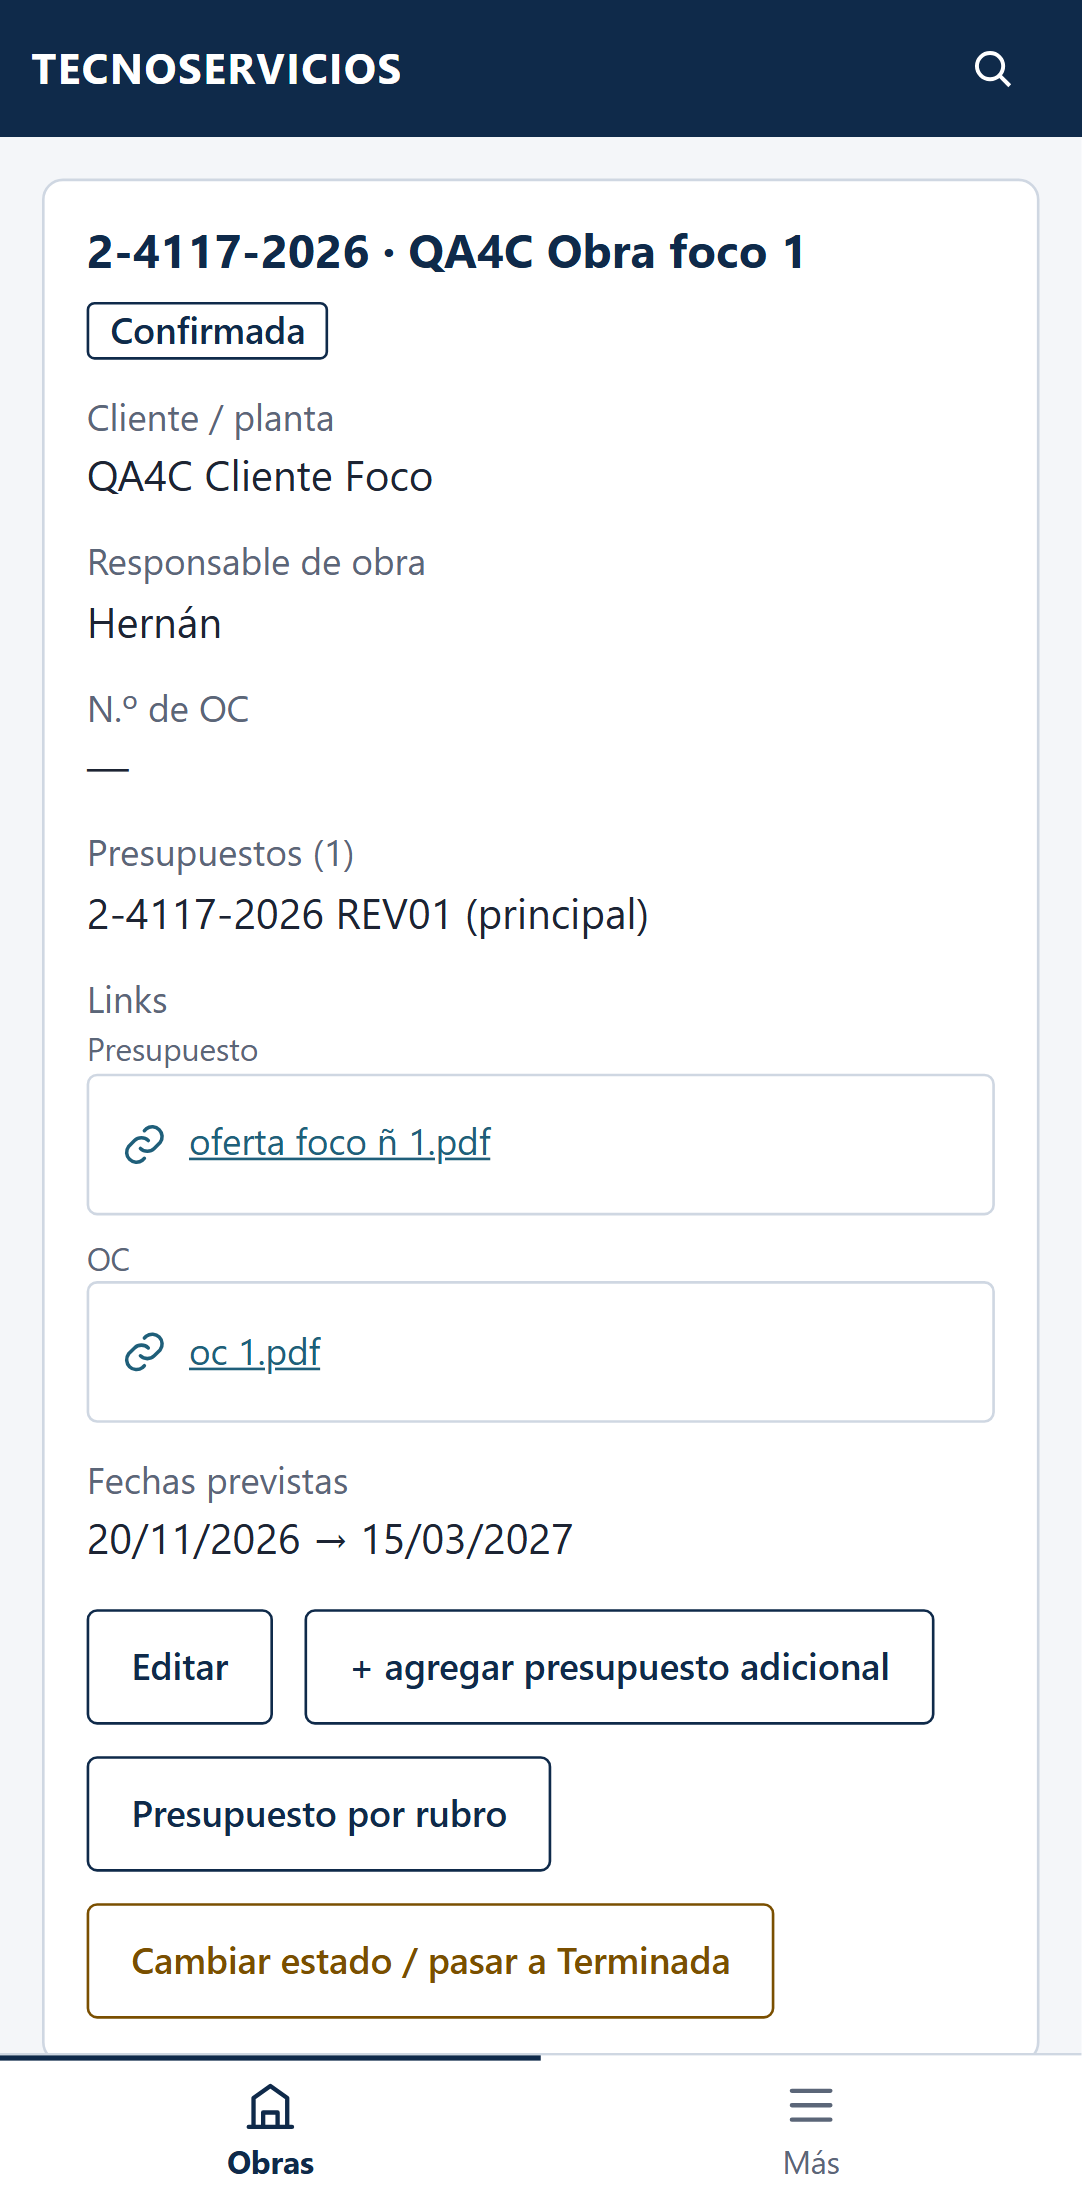 TECNOSERVICIOS
2-4117-2026 · QA4C Obra foco 1
Confirmada
Cliente / planta
QA4C Cliente Foco
Responsable de obra
Hernán
N.º de OC
—
Presupuestos (1)
2-4117-2026 REV01 (principal)
Links
Presupuesto
oferta foco ñ 1.pdf
OC
oc 1.pdf
Fechas previstas
20/11/2026 → 15/03/2027
Editar
+ agregar presupuesto adicional
Presupuesto por rubro
Cambiar estado / pasar a Terminada
Obras
Más